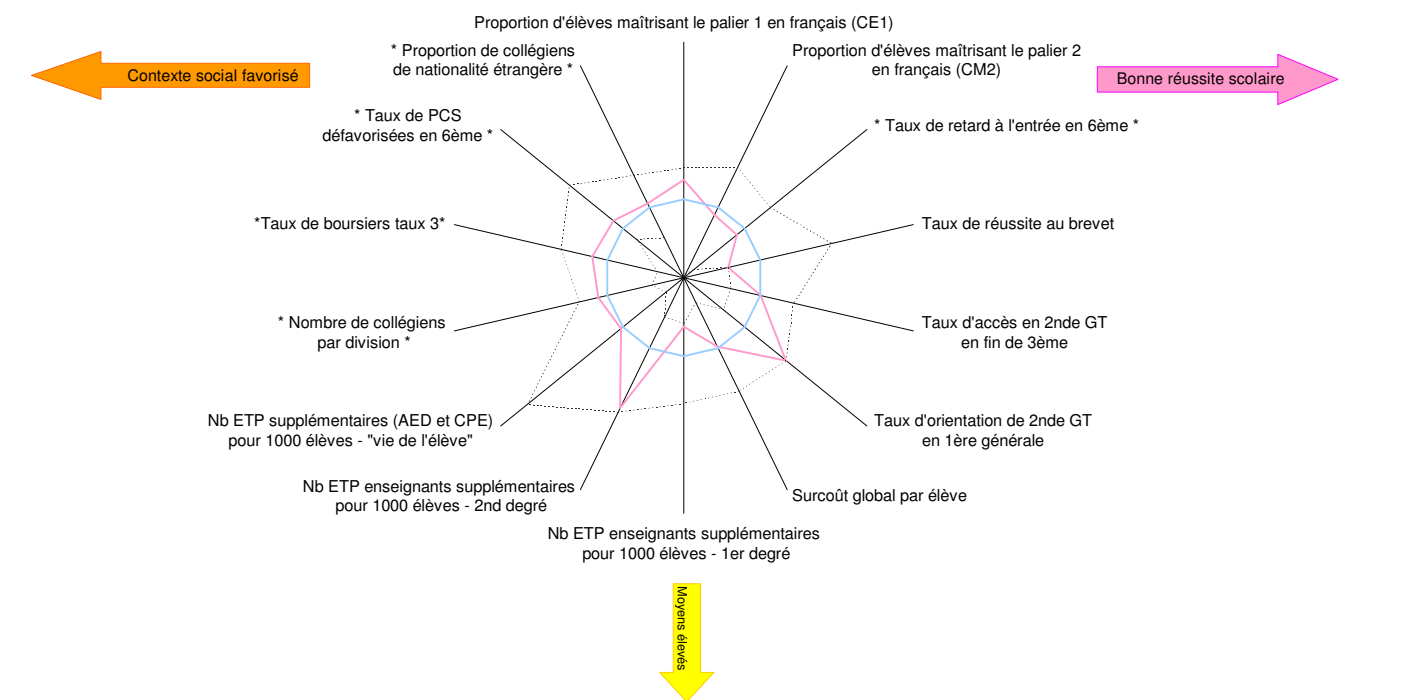 Proportion d'élèves maîtrisant le palier 1 en français (CE1)
* Proportion de collégiens
de nationalité étrangère *
Proportion d'élèves maîtrisant le palier 2
en français (CM2)
Contexte social favorisé
Bonne réussite scolaire
* Taux de PCS
défavorisées en 6ème *
* Taux de retard à l'entrée en 6ème *
*Taux de boursiers taux 3*
Taux de réussite au brevet
* Nombre de collégiens
par division *
Taux d'accès en 2nde GT
en fin de 3ème
Nb ETP supplémentaires (AED et CPE)
pour 1000 élèves - "vie de l'élève"
Taux d'orientation de 2nde GT
en 1ère générale
Nb ETP enseignants supplémentaires
pour 1000 élèves - 2nd degré
Surcoût global par élève
Nb ETP enseignants supplémentaires
pour 1000 élèves - 1er degré
Moyens élevés